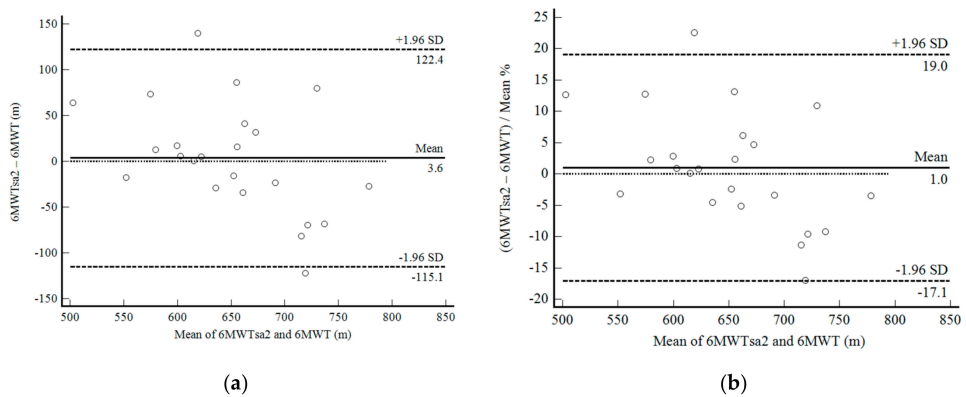 150
100
50
0
-50
-100
-150
6MWTsa2 – 6MWT (m)
+1.96 SD
122.4
Mean
3.6
-1.96 SD
-115.1
500 550 600 650 700 750 800 850
Mean of 6MWTsa2 and 6MWT (m)
(a)
25
20
15
10
5
0
-5
-10
-15
-20
(6MWTsa2 – 6MWT) / Mean %
+1.96 SD
19.0
Mean
1.0
-1.96 SD
-17.1
500 550 600 650 700 750 800 850
Mean of 6MWTsa2 and 6MWT (m)
(b)